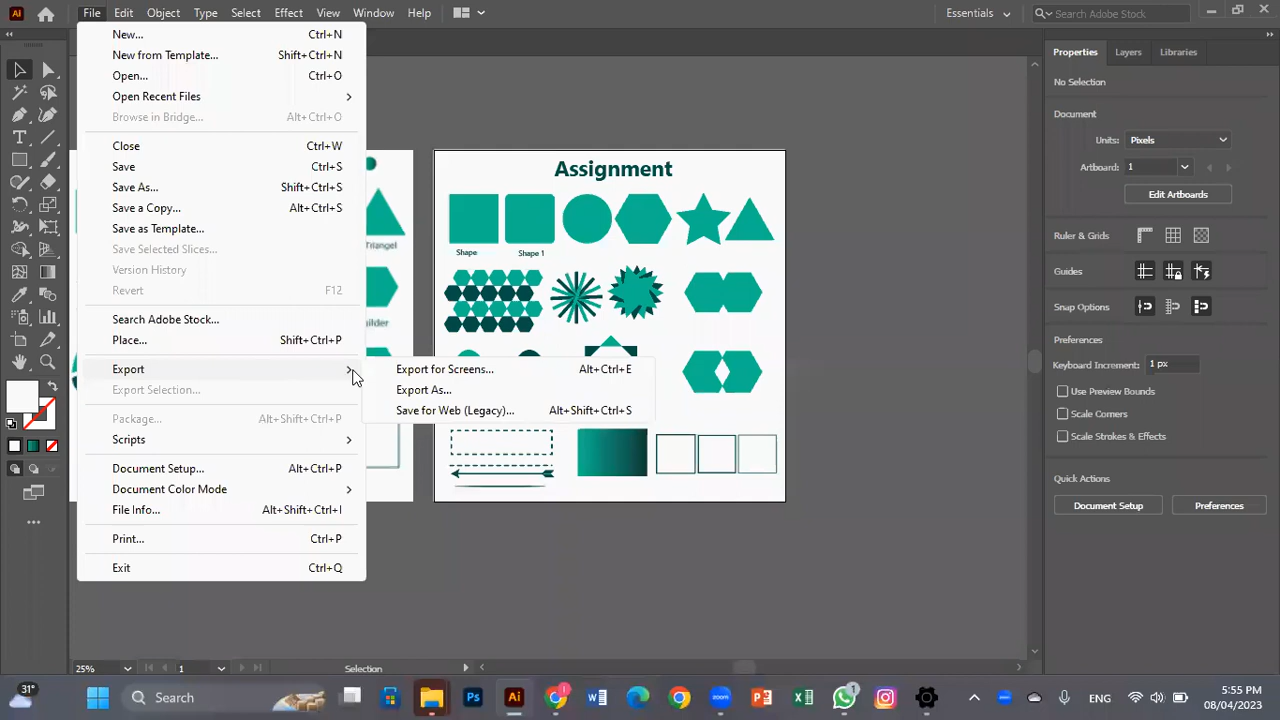 Ai File Edit Object Type Select Effect View Window Help Essentials Search Adobe Stock
New... Ctrl+N
New from Template... Shift+Ctrl+N
Open... Ctrl+O
Open Recent Files
Browse in Bridge... Alt+Ctrl+O
Close Ctrl+W
Save Ctrl+S
Save As... Shift+Ctrl+S
Save a Copy... Alt+Ctrl+S
Save as Template...
Save Selected Slices...
Version History
Revert F12
Search Adobe Stock...
Place... Shift+Ctrl+P
Export
Export Selection...
Package... Alt+Shift+Ctrl+P
Scripts
Document Setup... Alt+Ctrl+P
Document Color Mode
File Info... Alt+Shift+Ctrl+I
Print... Ctrl+P
Exit Ctrl+Q
Export for Screens... Alt+Ctrl+E
Export As...
Save for Web (Legacy)... Alt+Shift+Ctrl+S
Triangel
uilder
Assignment
Shape Shape 1
Properties Layers Libraries
No Selection
Document
Units: Pixels
Artboard: 1
Edit Artboards
Ruler & Grids
Guides
Snap Options
Preferences
Keyboard Increment: 1 px
Use Preview Bounds
Scale Corners
Scale Strokes & Effects
Quick Actions
Document Setup Preferences
25% 1 Selection
31° Search Ps Ai ENG 5:55 PM
08/04/2023